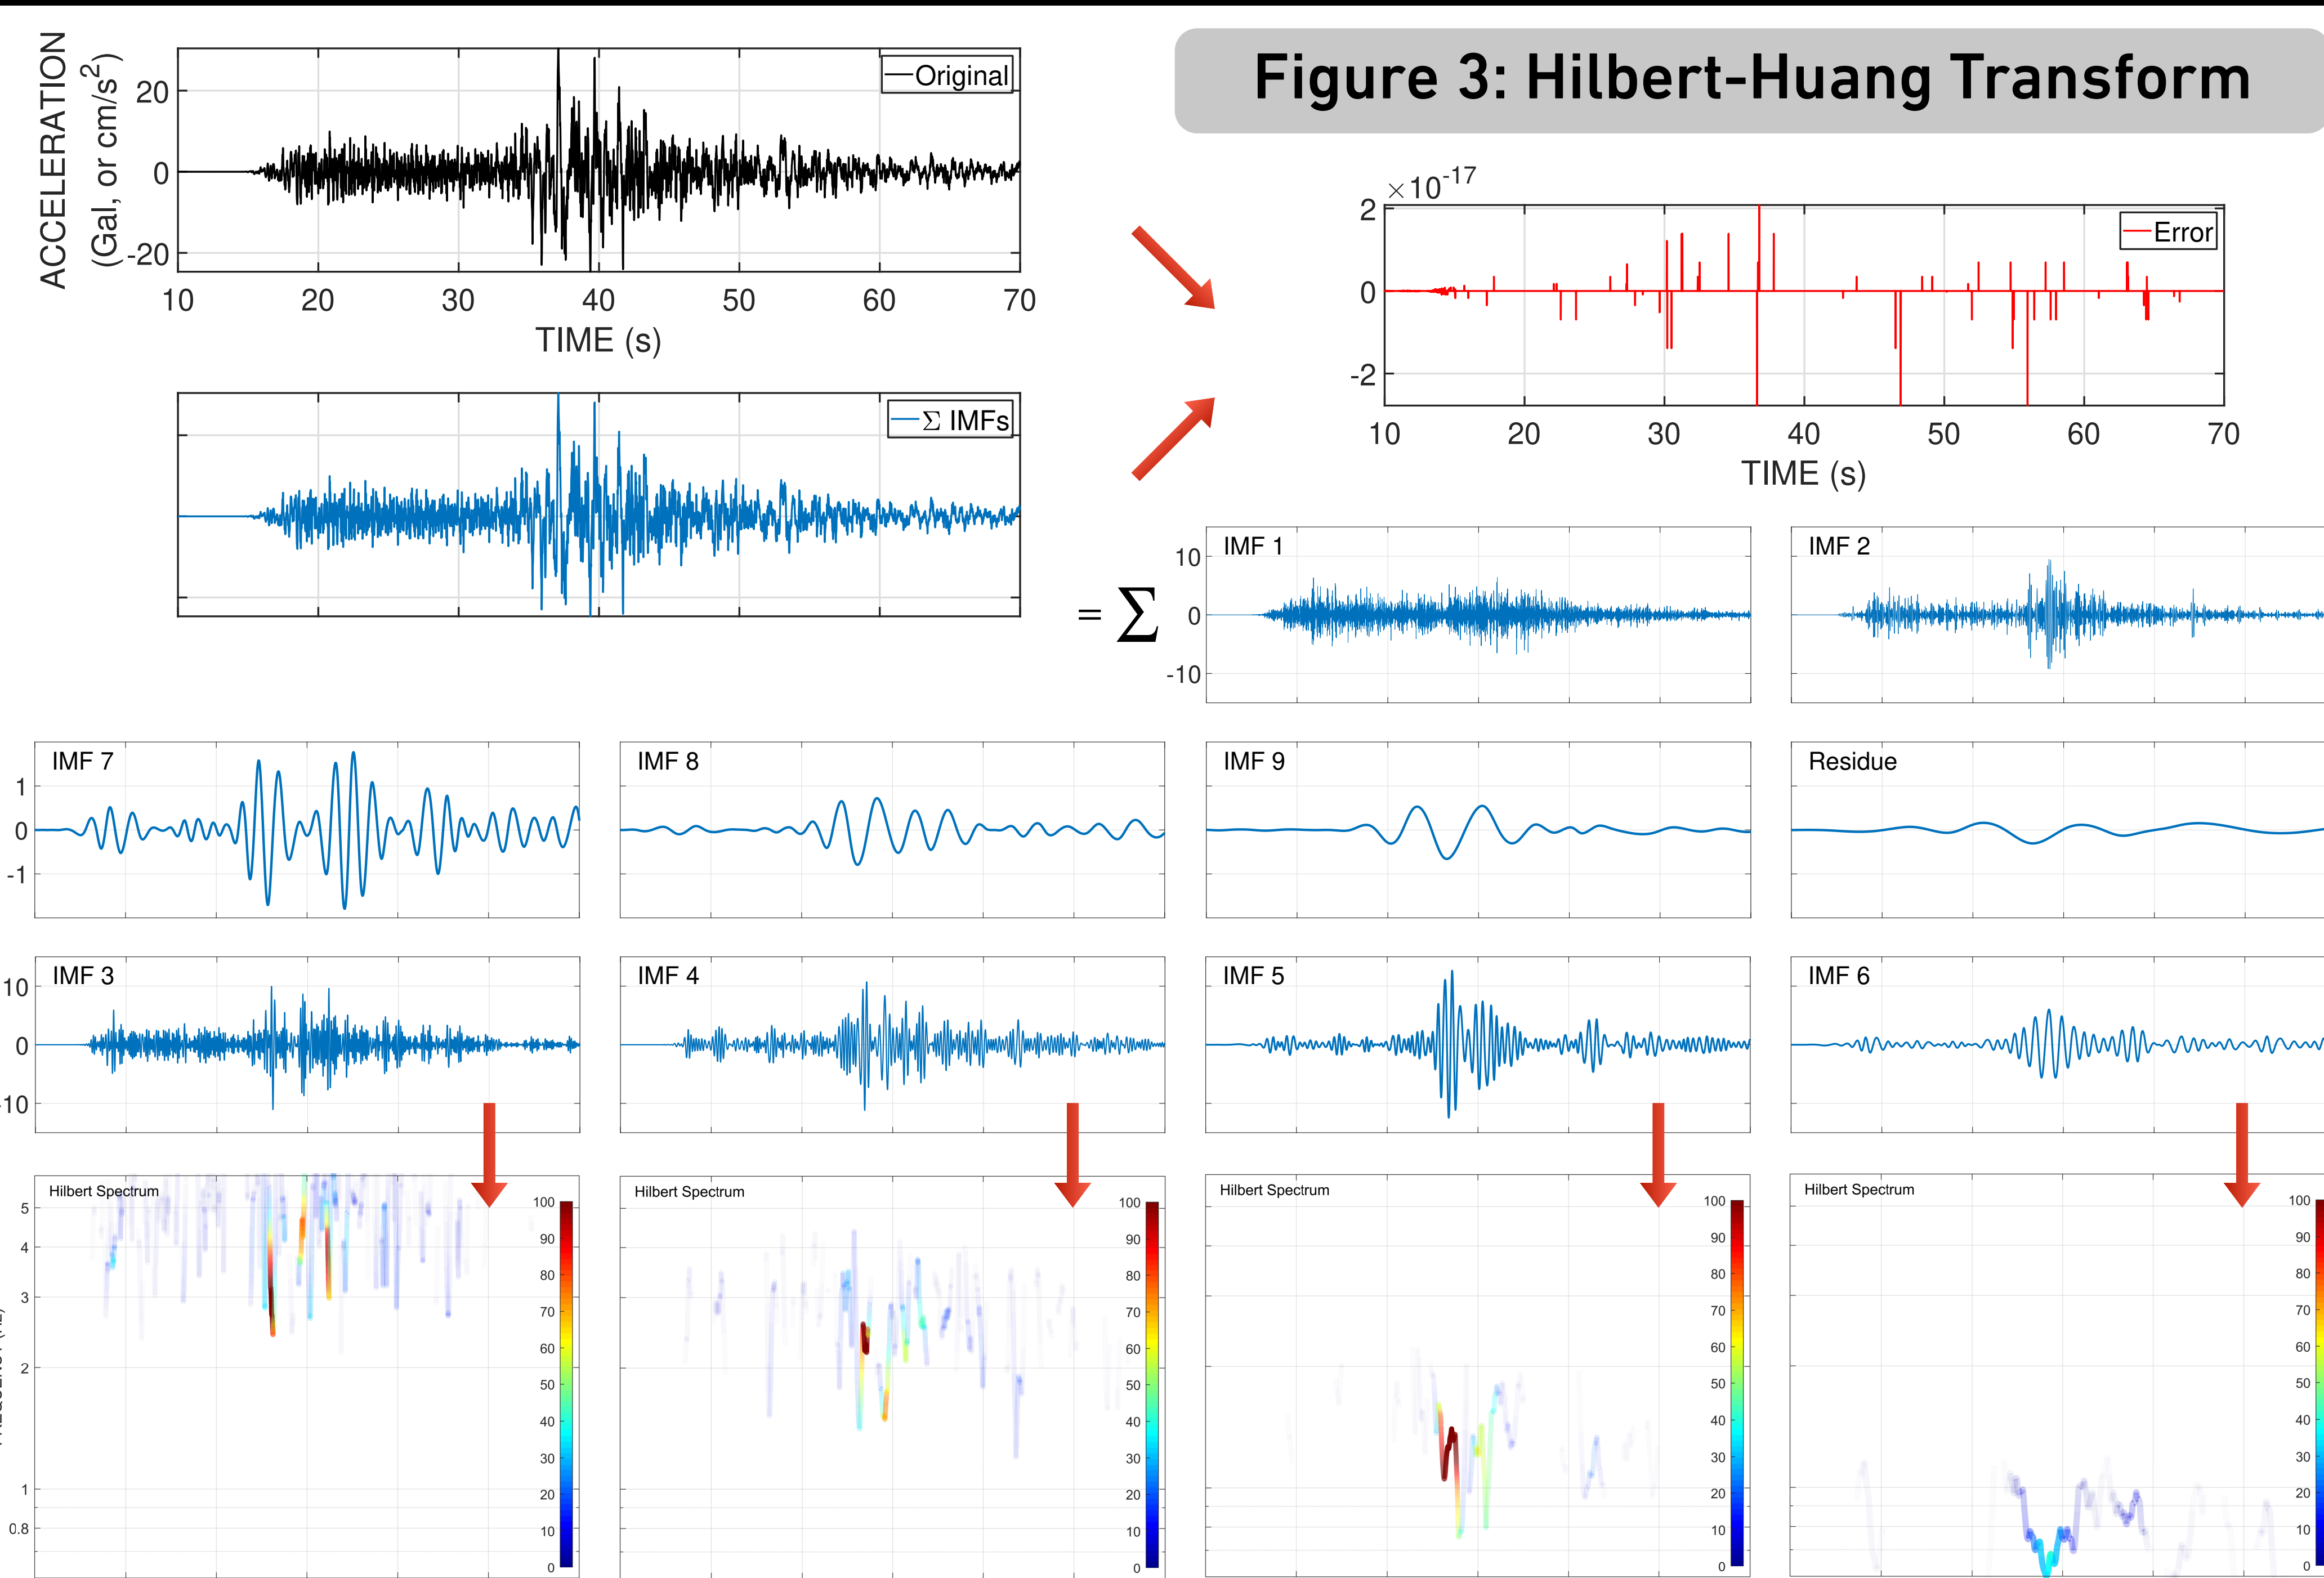 Figure 3: Hilbert-Huang Transform
ACCCELERATION
(Gal, or cm/s²)
20
0
-20
Original
10 20 30 40 50 60 70
TIME (s)
×10⁻¹⁷
2
0
-2
Error
10 20 30 40 50 60 70
TIME (s)
Σ IMFs
= Σ
IMF 1
10
0
-10
IMF 2
IMF 7
1
0
-1
IMF 8
IMF 9
Residue
IMF 3
10
0
-10
IMF 4
IMF 5
IMF 6
Hilbert Spectrum
5
4
3
2
1
0.8
100
90
80
70
60
50
40
30
20
10
0
Hilbert Spectrum
100
90
80
70
60
50
40
30
20
10
0
Hilbert Spectrum
100
90
80
70
60
50
40
30
20
10
0
Hilbert Spectrum
100
90
80
70
60
50
40
30
20
10
0